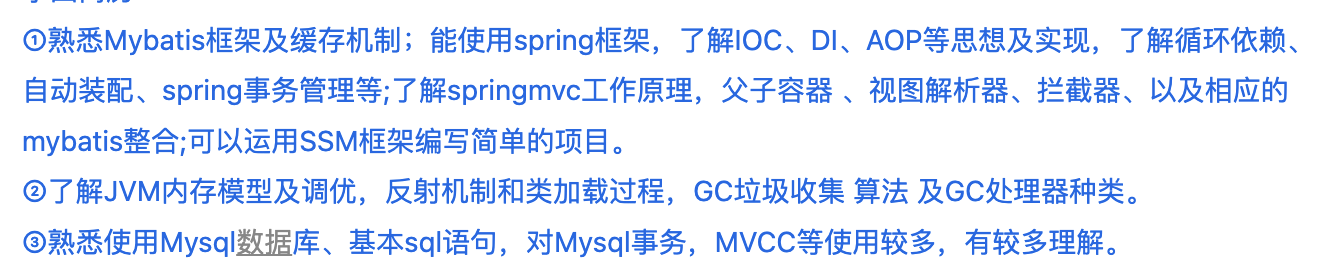 ①熟悉Mybatis框架及缓存机制；能使用spring框架，了解IOC、DI、AOP等思想及实现，了解循环依赖、
自动装配、spring事务管理等;了解springmvc工作原理，父子容器 、视图解析器、拦截器、以及相应的
mybatis整合;可以运用SSM框架编写简单的项目。
②了解JVM内存模型及调优，反射机制和类加载过程，GC垃圾收集 算法 及GC处理器种类。
③熟悉使用Mysql数据库、基本sql语句，对Mysql事务，MVCC等使用较多，有较多理解。